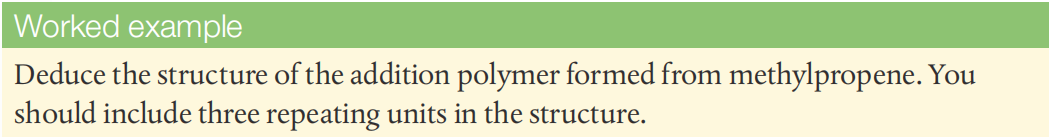 Worked example
Deduce the structure of the addition polymer formed from methylpropene. You
should include three repeating units in the structure.